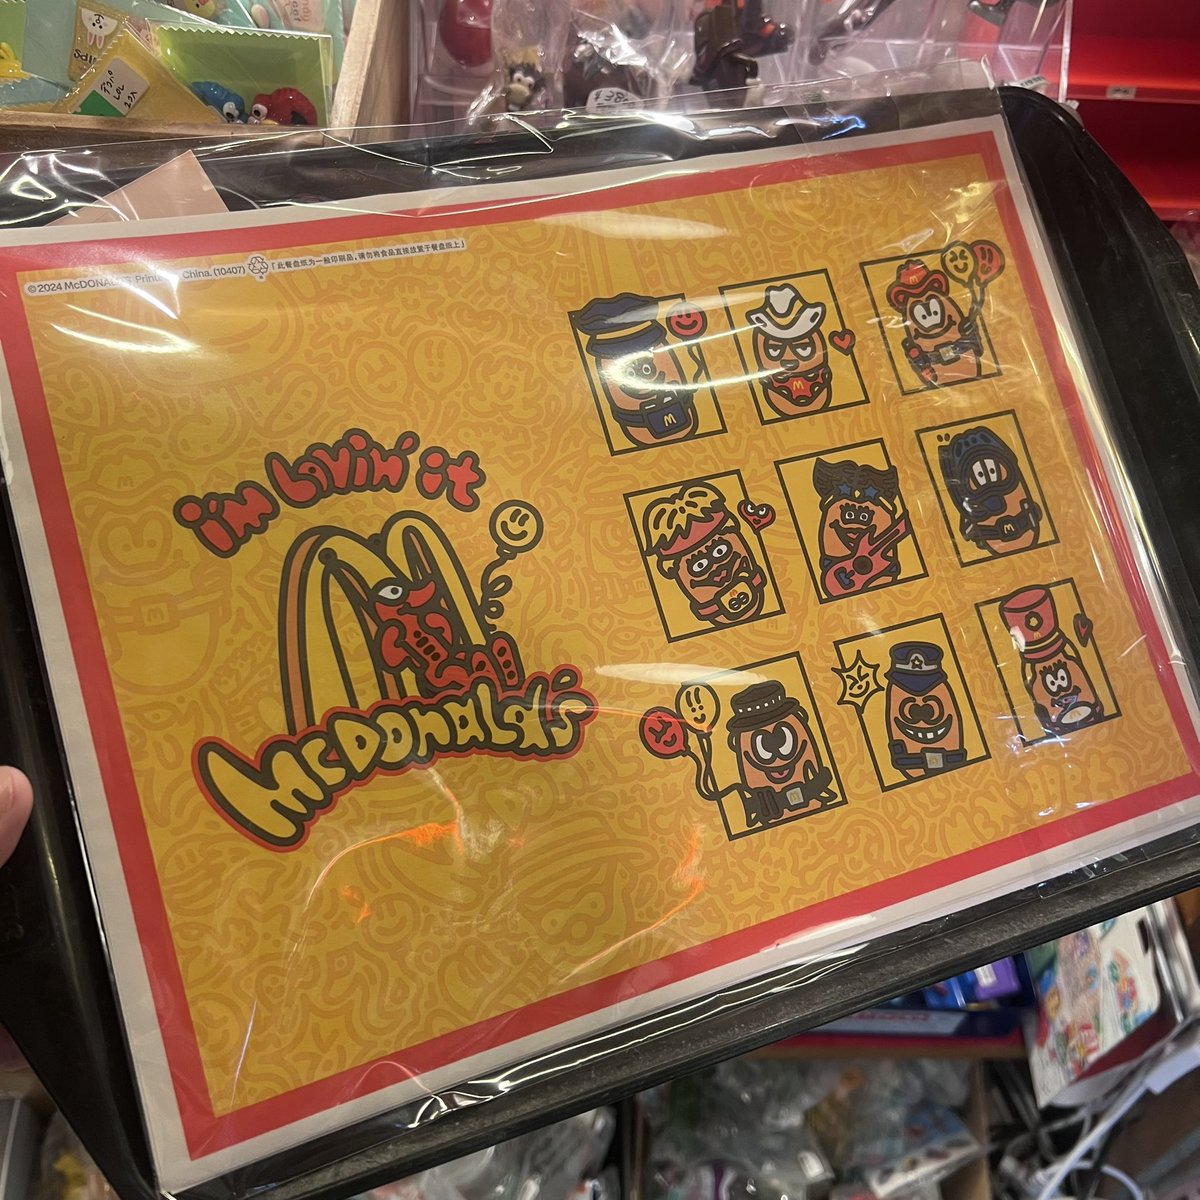 ©2024 McDONALD'S Printed in China. (10407)
「此餐盘纸为一般印刷品，请勿将食品直接放置于餐盘纸上」
i'm lovin' it
McDonald's